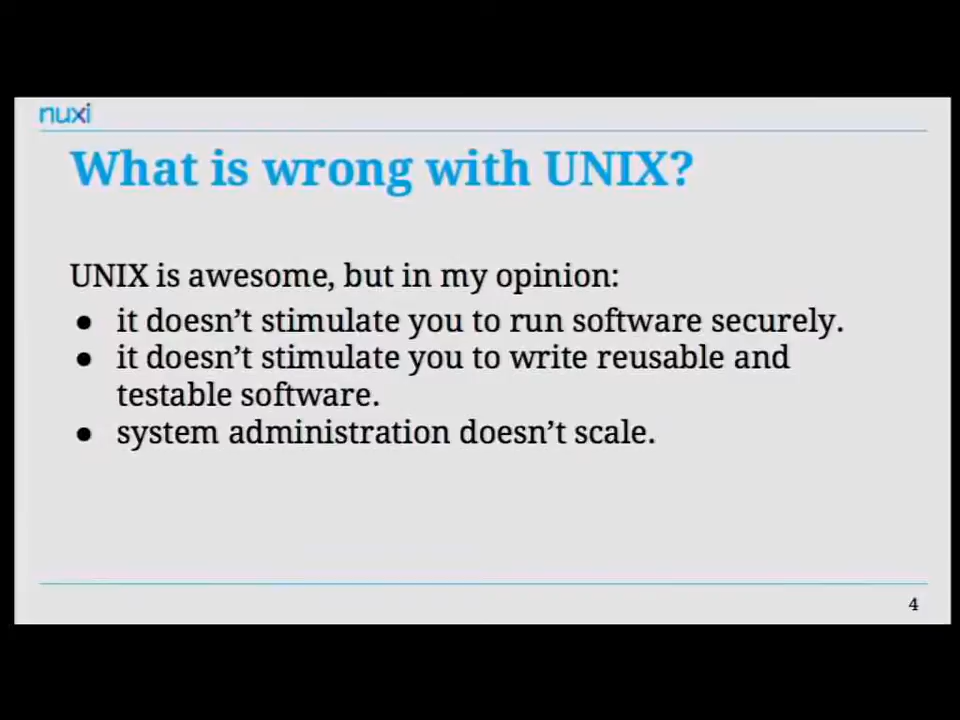 nuxi
What is wrong with UNIX?
UNIX is awesome, but in my opinion:
● it doesn’t stimulate you to run software securely.
● it doesn’t stimulate you to write reusable and
testable software.
● system administration doesn’t scale.
4